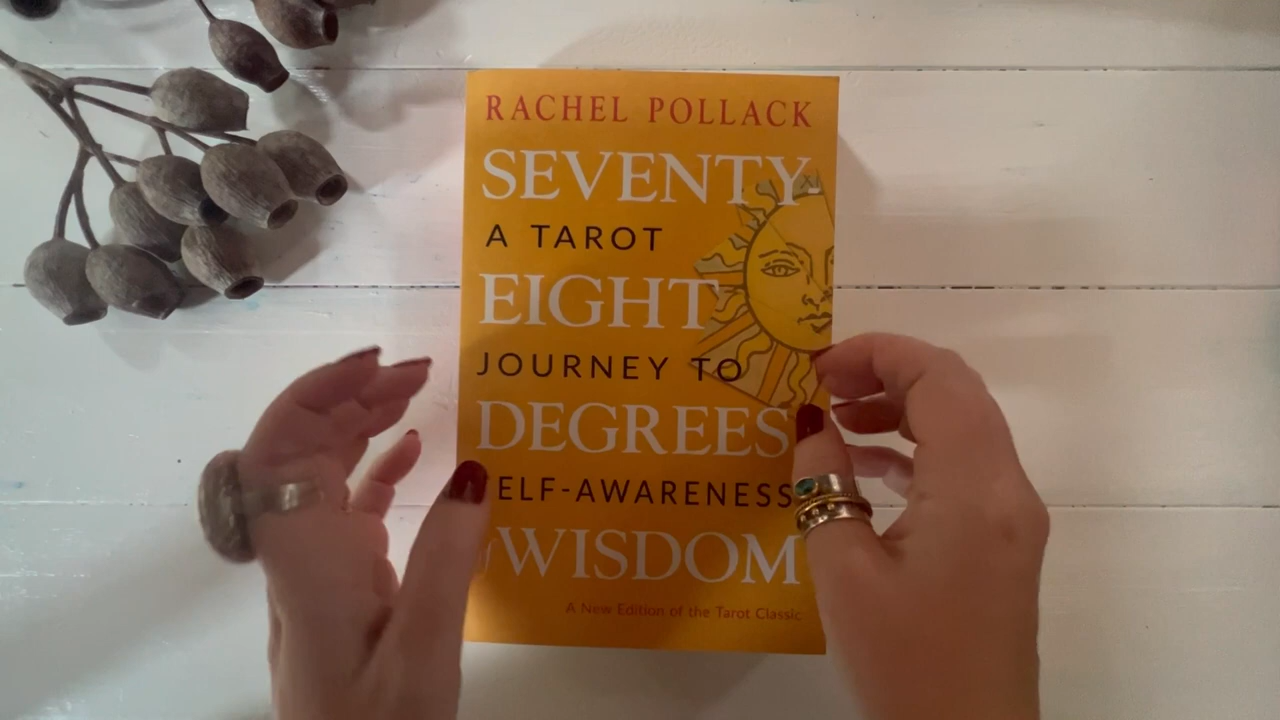 RACHEL POLLACK
SEVENTY-
A TAROT
EIGHT
JOURNEY TO
DEGREES
ELF-AWARENESS
WISDOM
A New Edition of the Tarot Classic